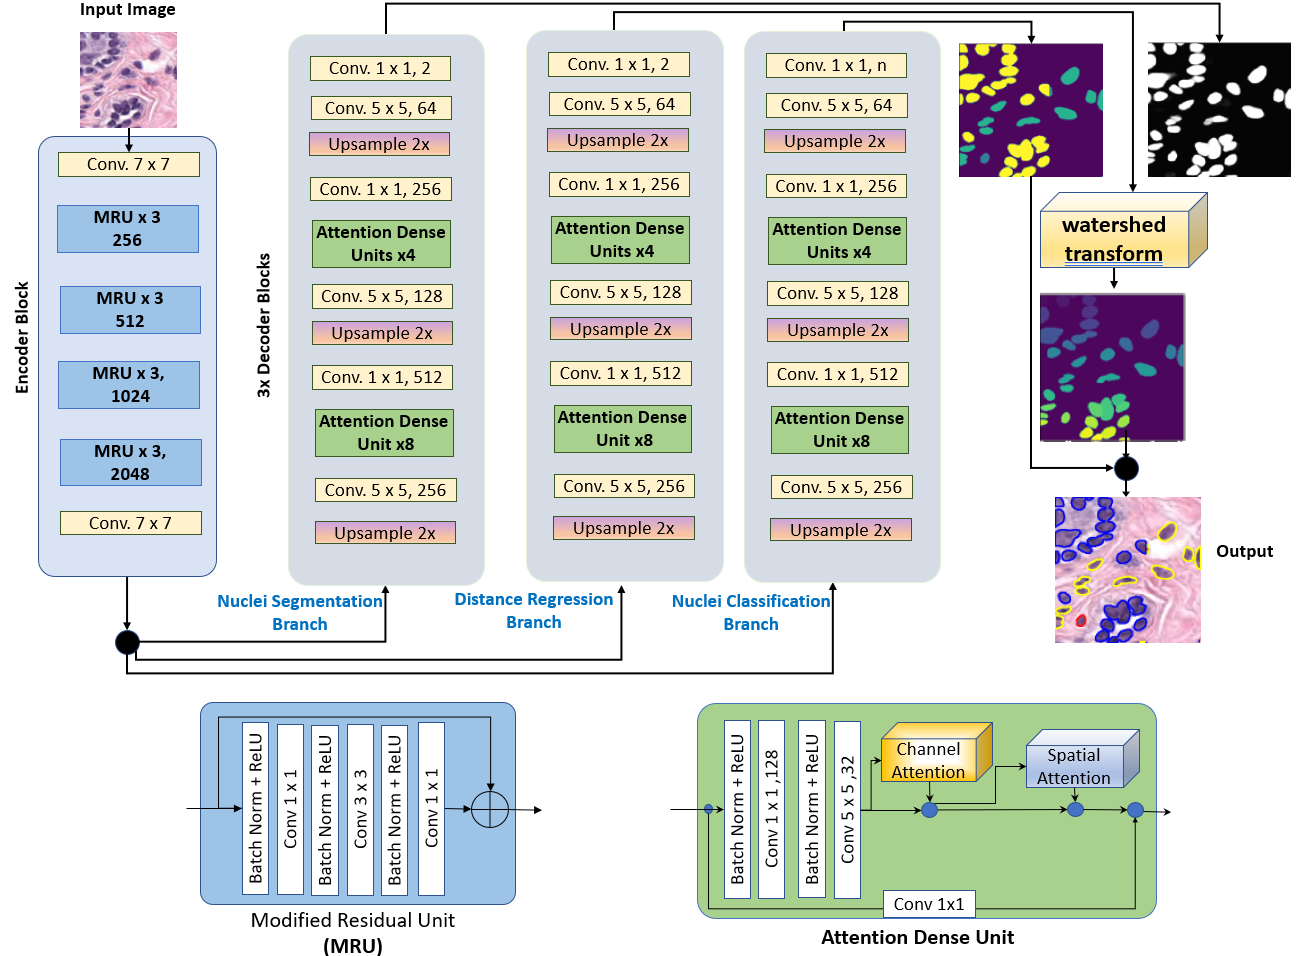 Input Image
Conv. 7 x 7
MRU x 3
256
MRU x 3
512
MRU x 3,
1024
MRU x 3,
2048
Conv. 7 x 7
Encoder Block
3x Decoder Blocks
Conv. 1 x 1, 2
Conv. 5 x 5, 64
Upsample 2x
Conv. 1 x 1, 256
Attention Dense
Units x4
Conv. 5 x 5, 128
Upsample 2x
Conv. 1 x 1, 512
Attention Dense
Unit x8
Conv. 5 x 5, 256
Upsample 2x
Nuclei Segmentation
Branch
Conv. 1 x 1, 2
Conv. 5 x 5, 64
Upsample 2x
Conv. 1 x 1, 256
Attention Dense
Units x4
Conv. 5 x 5, 128
Upsample 2x
Conv. 1 x 1, 512
Attention Dense
Unit x8
Conv. 5 x 5, 256
Upsample 2x
Distance Regression
Branch
Conv. 1 x 1, n
Conv. 5 x 5, 64
Upsample 2x
Conv. 1 x 1, 256
Attention Dense
Units x4
Conv. 5 x 5, 128
Upsample 2x
Conv. 1 x 1, 512
Attention Dense
Unit x8
Conv. 5 x 5, 256
Upsample 2x
Nuclei Classification
Branch
watershed
transform
Output
Batch Norm + ReLU
Conv 1 x 1
Batch Norm + ReLU
Conv 3 x 3
Batch Norm + ReLU
Conv 1 x 1
Modified Residual Unit
(MRU)
Batch Norm + ReLU
Conv 1 x 1 ,128
Batch Norm + ReLU
Conv 5 x 5 ,32
Channel
Attention
Spatial
Attention
Conv 1x1
Attention Dense Unit